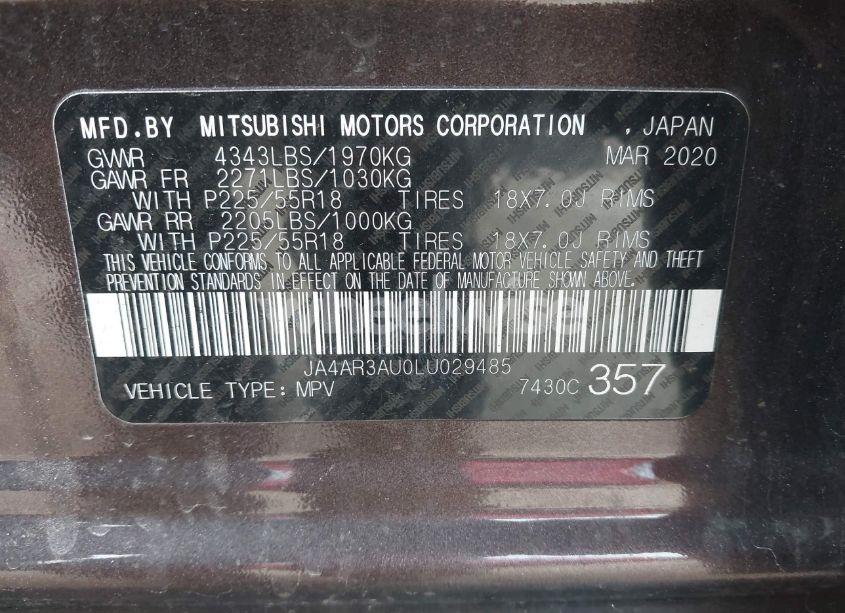 MFD.BY MITSUBISHI MOTORS CORPORATION , JAPAN
GVWR 4343LBS/1970KG MAR 2020
GAWR FR 2271LBS/1030KG
WITH P225/55R18 TIRES 18X7.0J RIMS
GAWR RR 2205LBS/1000KG
WITH P225/55R18 TIRES 18X7.0J RIMS
THIS VEHICLE CONFORMS TO ALL APPLICABLE FEDERAL MOTOR VEHICLE SAFETY AND THEFT
PREVENTION STANDARDS IN EFFECT ON THE DATE OF MANUFACTURE SHOWN ABOVE.
JA4AR3AU0LU029485
VEHICLE TYPE: MPV 7430C 357